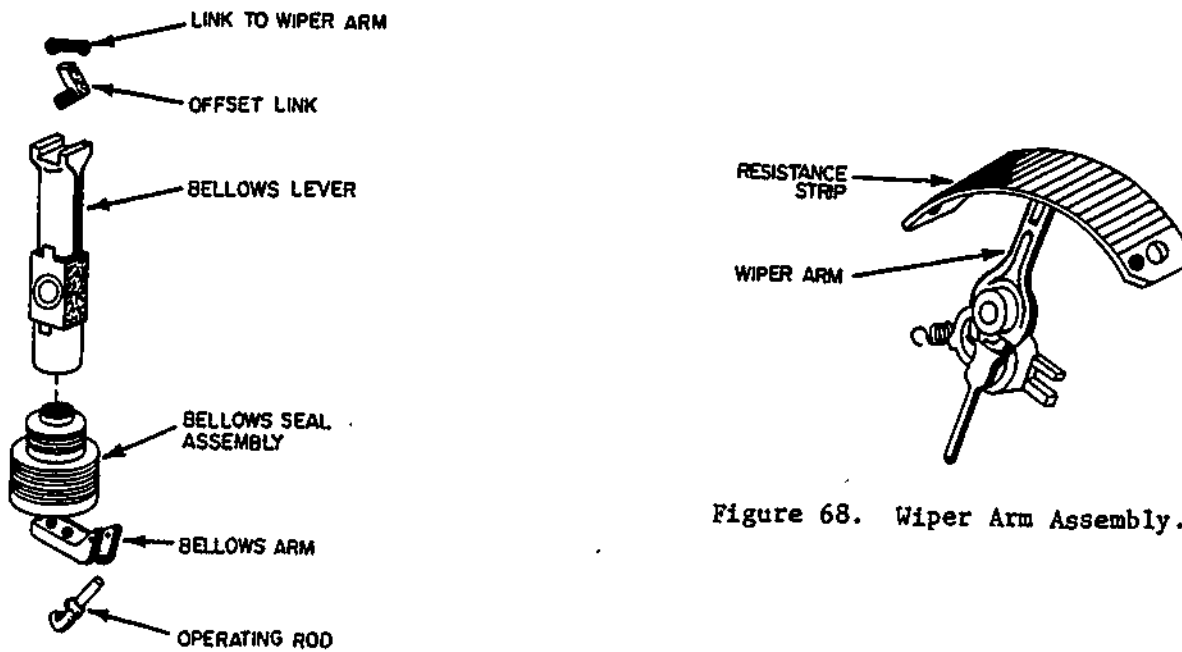 LINK TO WIPER ARM
OFFSET LINK
BELLOWS LEVER
BELLOWS SEAL
ASSEMBLY
BELLOWS ARM
OPERATING ROD
RESISTANCE
STRIP
WIPER ARM
Figure 68. Wiper Arm Assembly.